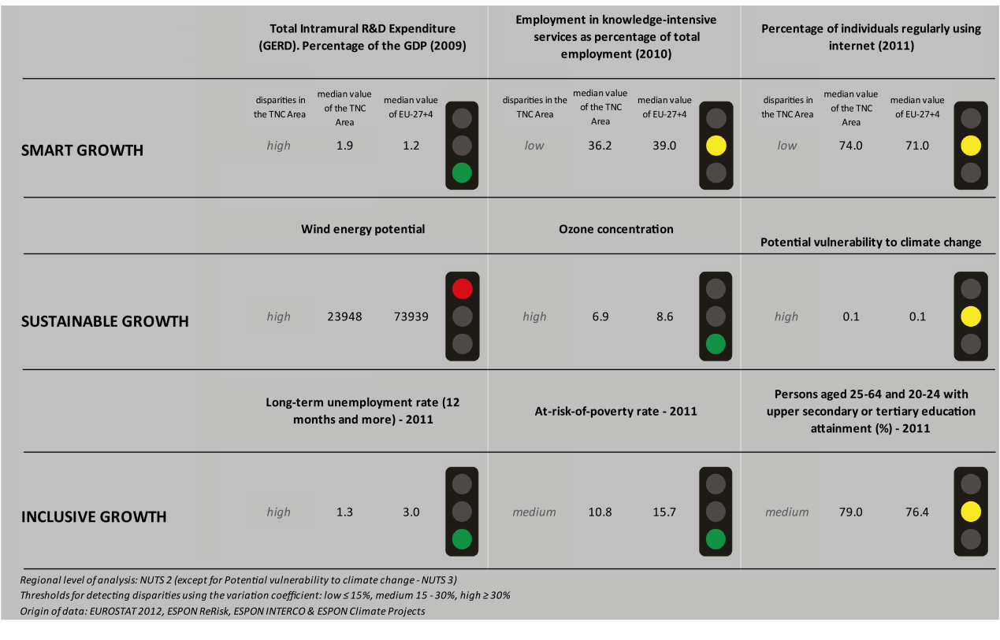 Total Intramural R&D Expenditure
(GERD). Percentage of the GDP (2009)
Employment in knowledge-intensive
services as percentage of total
employment (2010)
Percentage of individuals regularly using
internet (2011)
disparities in
the TNC Area
median value
of the TNC
Area
median value
of EU-27+4
disparities in the
TNC Area
median value
of the TNC
Area
median value
of EU-27+4
disparities in
the TNC Area
median value
of the TNC
Area
median value
of EU-27+4
SMART GROWTH
high 1.9 1.2
low 36.2 39.0
low 74.0 71.0
Wind energy potential
Ozone concentration
Potential vulnerability to climate change
SUSTAINABLE GROWTH
high 23948 73939
high 6.9 8.6
high 0.1 0.1
Long-term unemployment rate (12
months and more) - 2011
At-risk-of-poverty rate - 2011
Persons aged 25-64 and 20-24 with
upper secondary or tertiary education
attainment (%) - 2011
INCLUSIVE GROWTH
high 1.3 3.0
medium 10.8 15.7
medium 79.0 76.4
Regional level of analysis: NUTS 2 (except for Potential vulnerability to climate change - NUTS 3)
Thresholds for detecting disparities using the variation coefficient: low ≤ 15%, medium 15 - 30%, high ≥ 30%
Origin of data: EUROSTAT 2012, ESPON ReRisk, ESPON INTERCO & ESPON Climate Projects